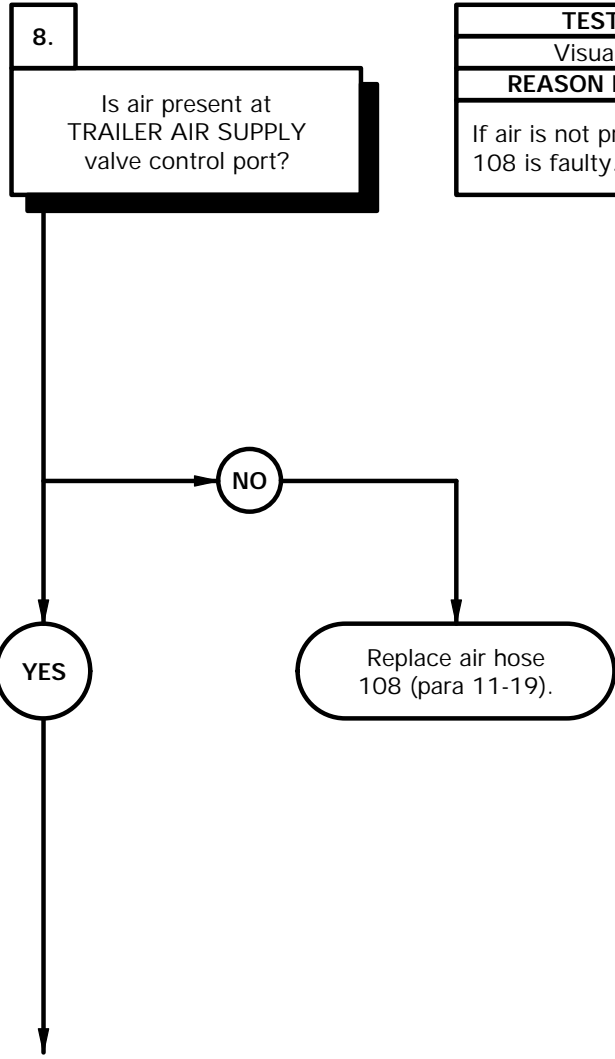 8.
Is air present at
TRAILER AIR SUPPLY
valve control port?
TEST
Visua
REASON
If air is not pr
108 is faulty.
NO
YES
Replace air hose
108 (para 11-19).